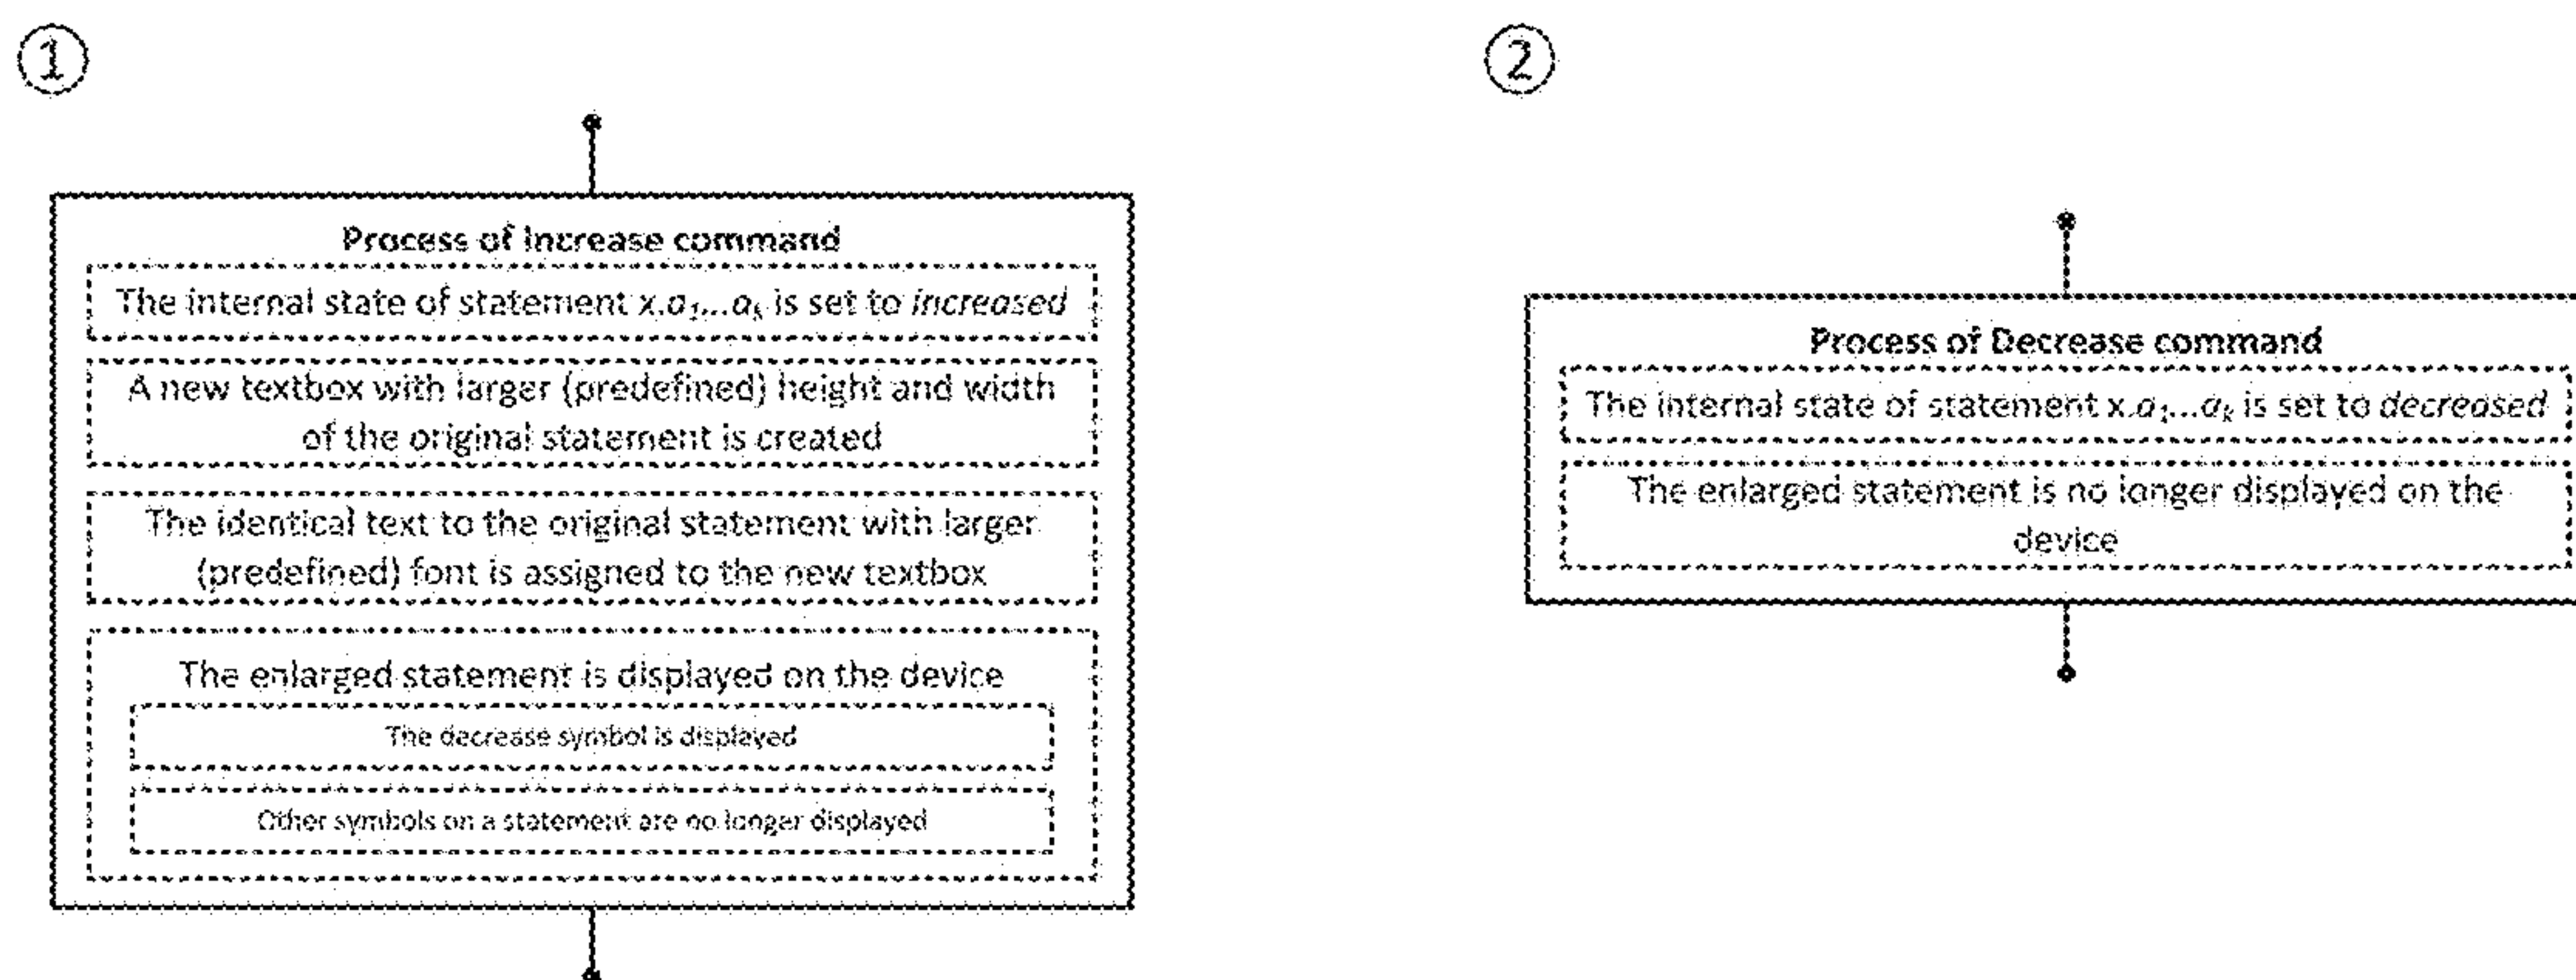 ①
Process of Increase command
The internal state of statement x.a₁...aₖ is set to increased
A new textbox with larger (predefined) height and width
of the original statement is created
The identical text to the original statement with larger
(predefined) font is assigned to the new textbox
The enlarged statement is displayed on the device
The decrease symbol is displayed
Other symbols on a statement are no longer displayed
②
Process of Decrease command
The internal state of statement x.a₁...aₖ is set to decreased
The enlarged statement is no longer displayed on the
device